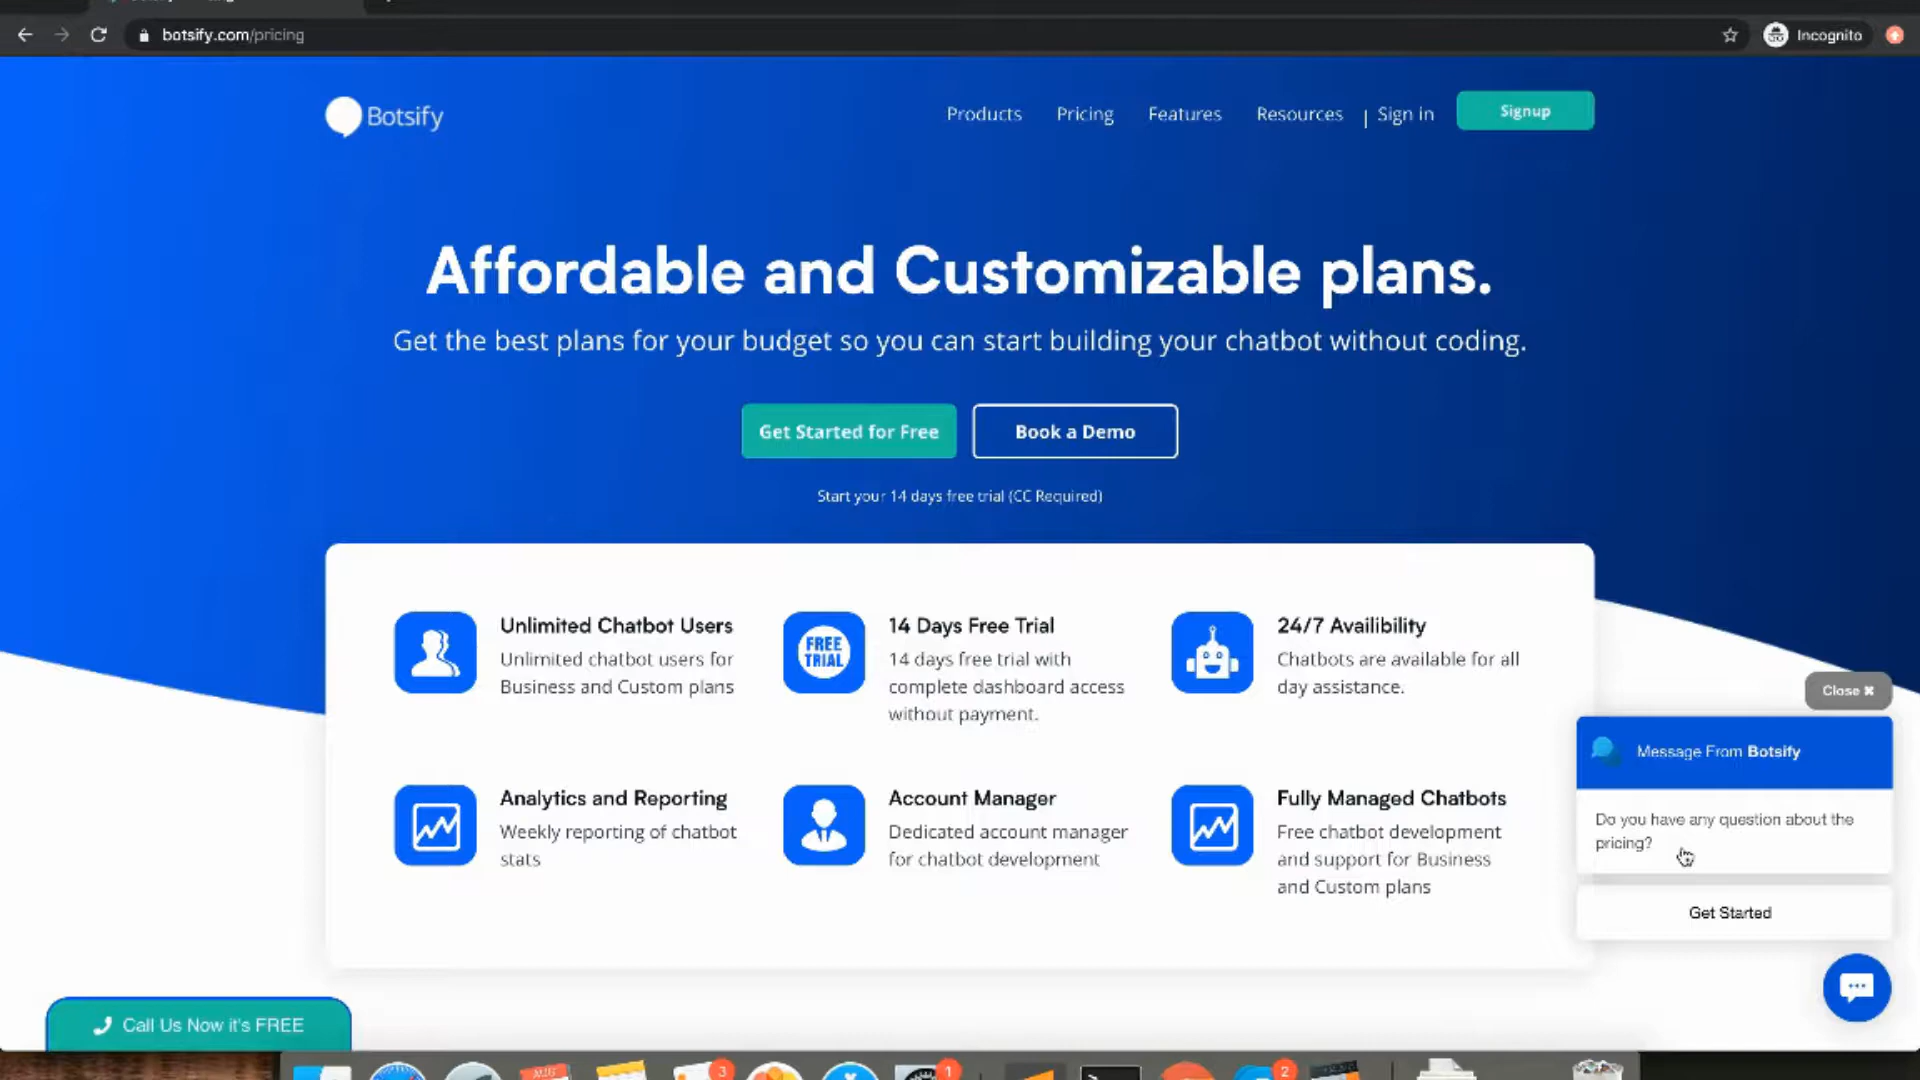 botsify.com/pricing
Incognito
Botsify
Products
Pricing
Features
Resources
| Sign in
Signup
Affordable and Customizable plans.
Get the best plans for your budget so you can start building your chatbot without coding.
Get Started for Free
Book a Demo
Start your 14 days free trial (CC Required)
Unlimited Chatbot Users
Unlimited chatbot users for
Business and Custom plans
FREE
TRIAL
14 Days Free Trial
14 days free trial with
complete dashboard access
without payment.
24/7 Availibility
Chatbots are available for all
day assistance.
Analytics and Reporting
Weekly reporting of chatbot
stats
Account Manager
Dedicated account manager
for chatbot development
Fully Managed Chatbots
Free chatbot development
and support for Business
and Custom plans
Close ✖
Message From Botsify
Do you have any question about the
pricing?
Get Started
Call Us Now it's FREE
AUG
3
1
2